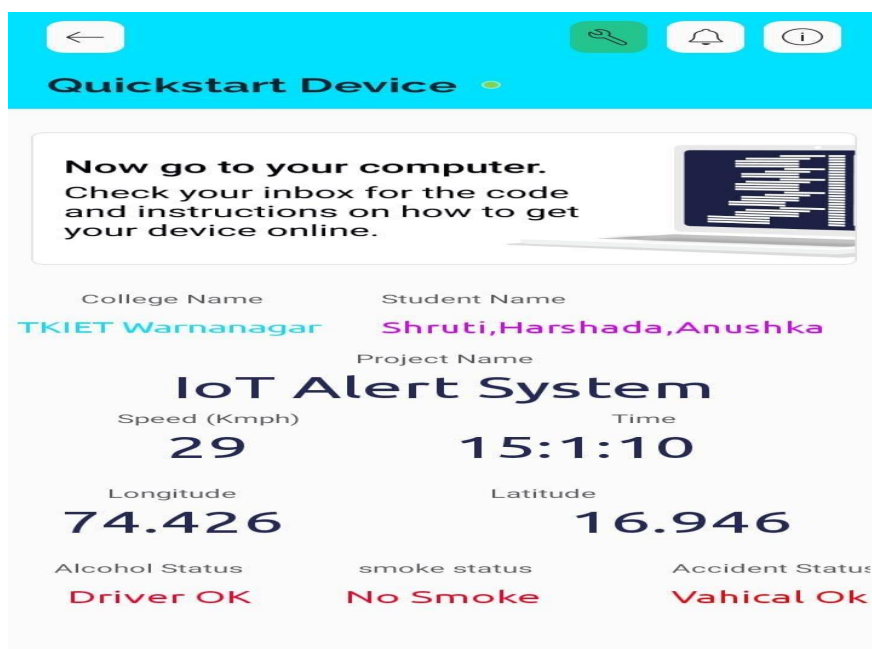 Quickstart Device
Now go to your computer.
Check your inbox for the code
and instructions on how to get
your device online.
College Name Student Name
TKIET Warnanagar Shruti,Harshada,Anushka
Project Name
IoT Alert System
Speed (Kmph) Time
29 15:1:10
Longitude Latitude
74.426 16.946
Alcohol Status smoke status Accident Status
Driver OK No Smoke Vahical Ok